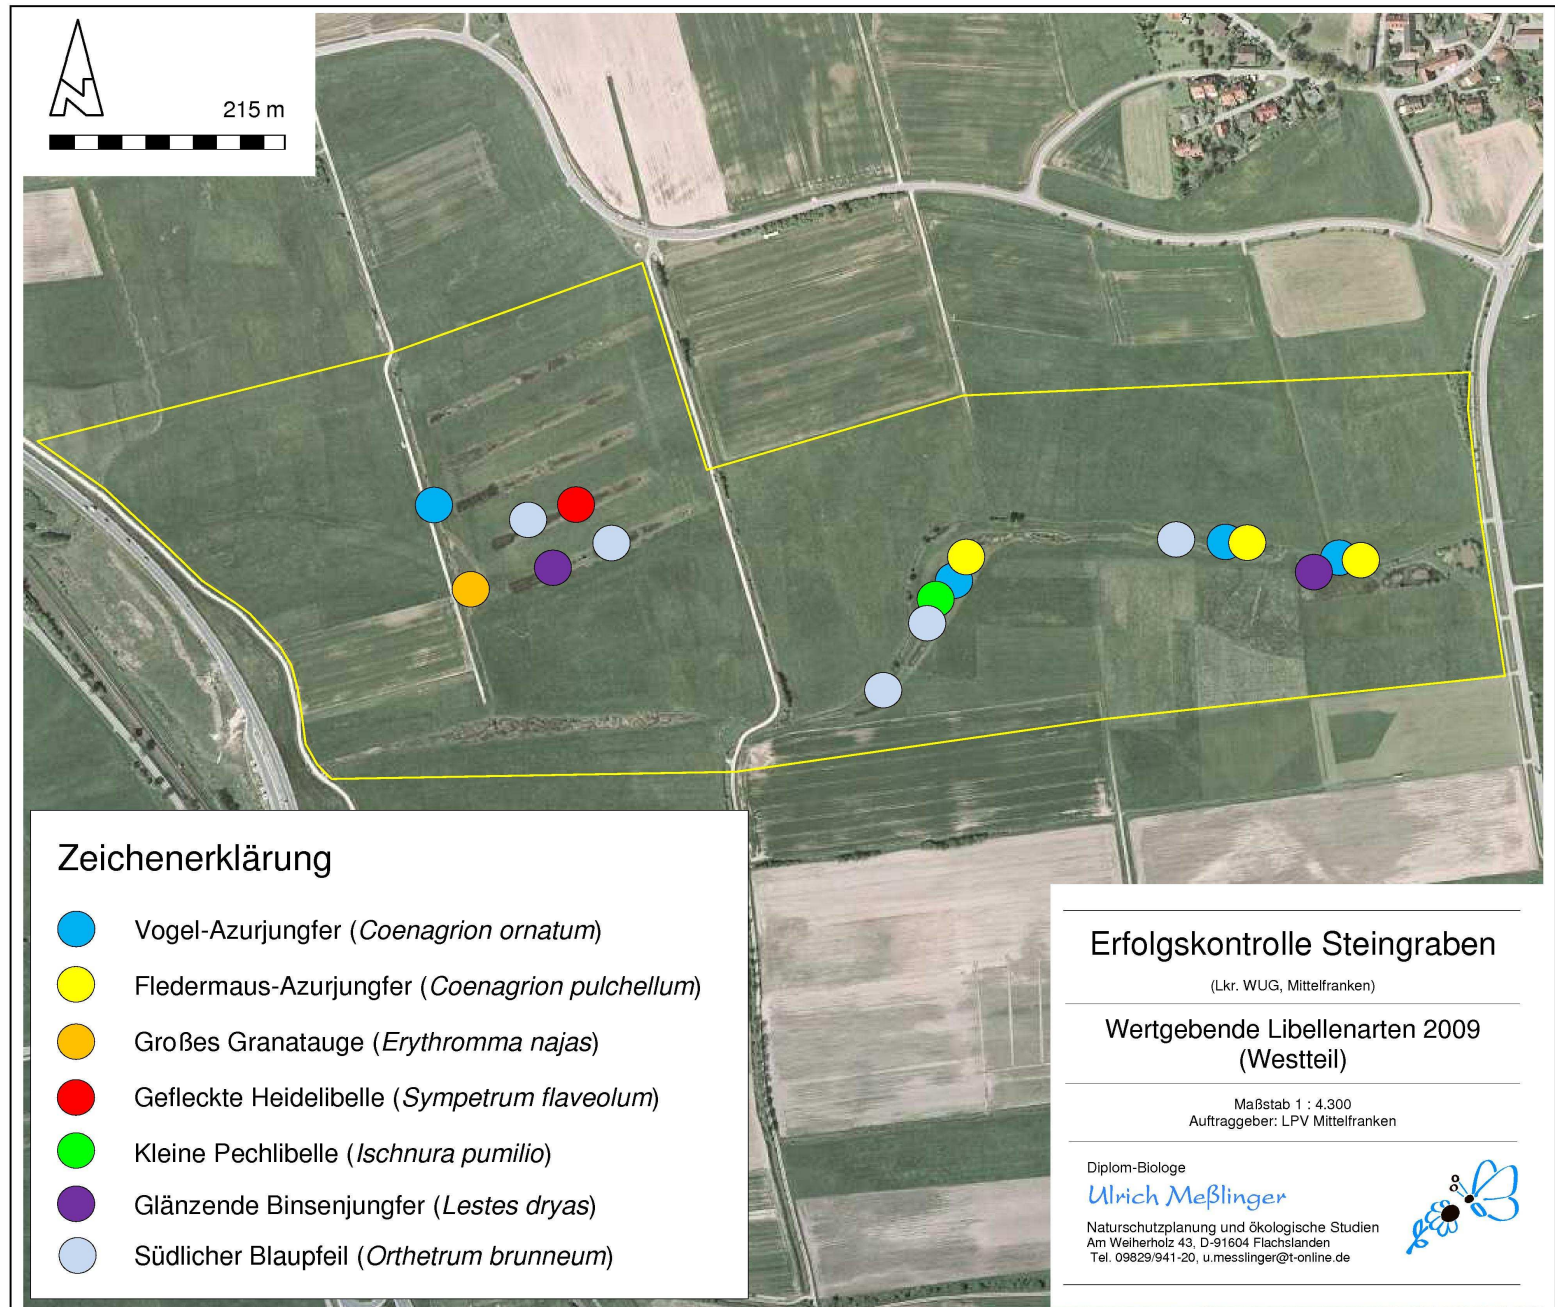 N
215 m
Zeichenerklärung
Vogel-Azurjungfer (Coenagrion ornatum)
Fledermaus-Azurjungfer (Coenagrion pulchellum)
Großes Granatauge (Erythromma najas)
Gefleckte Heidelibelle (Sympetrum flaveolum)
Kleine Pechlibelle (Ischnura pumilio)
Glänzende Binsenjungfer (Lestes dryas)
Südlicher Blaupfeil (Orthetrum brunneum)
Erfolgskontrolle Steingraben
(Lkr. WUG, Mittelfranken)
Wertgebende Libellenarten 2009
(Westteil)
Maßstab 1 : 4.300
Auftraggeber: LPV Mittelfranken
Diplom-Biologe
Ulrich Meßlinger
Naturschutzplanung und ökologische Studien
Am Weiherholz 43, D-91604 Flachslanden
Tel. 09829/941-20, u.messlinger@t-online.de